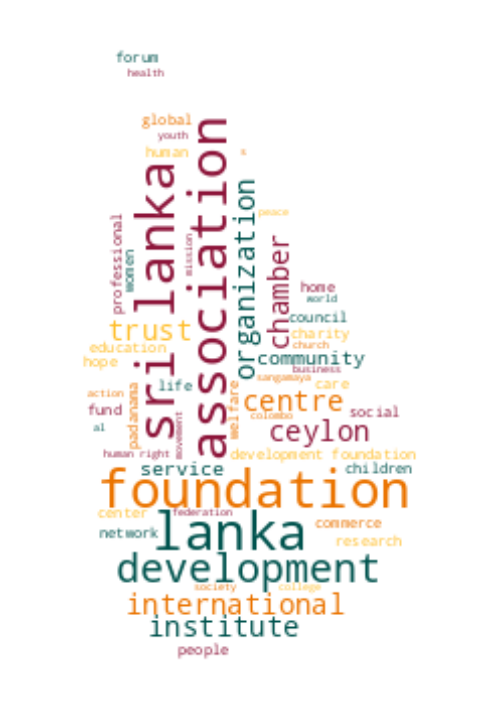 forum
health
global
youth
human
s
sri lanka
association
organization
peace
professional
women
mission
chamber
home
world
council
trust
charity
education
church
hope
community
business
sangamaya
life
care
action
padanama
welfare
centre
fund
social
colombo
al
movement
ceylon
human right
development foundation
service
children
foundation
center
federation
lanka
commerce
network
research
development
society
college
international
institute
people